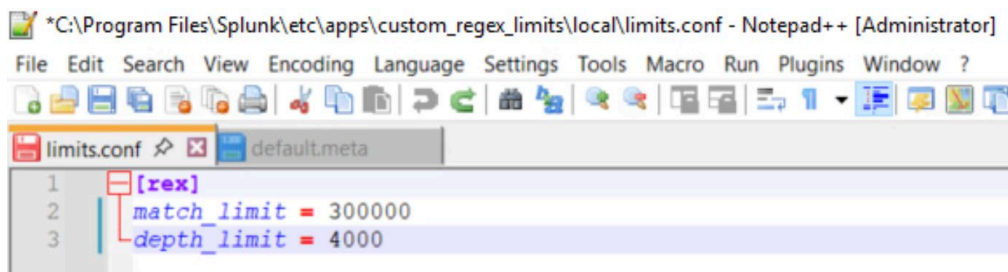 *C:\Program Files\Splunk\etc\apps\custom_regex_limits\local\limits.conf - Notepad++ [Administrator]
File Edit Search View Encoding Language Settings Tools Macro Run Plugins Window ?
limits.conf default.meta
1 [rex]
2 match_limit = 300000
3 depth_limit = 4000